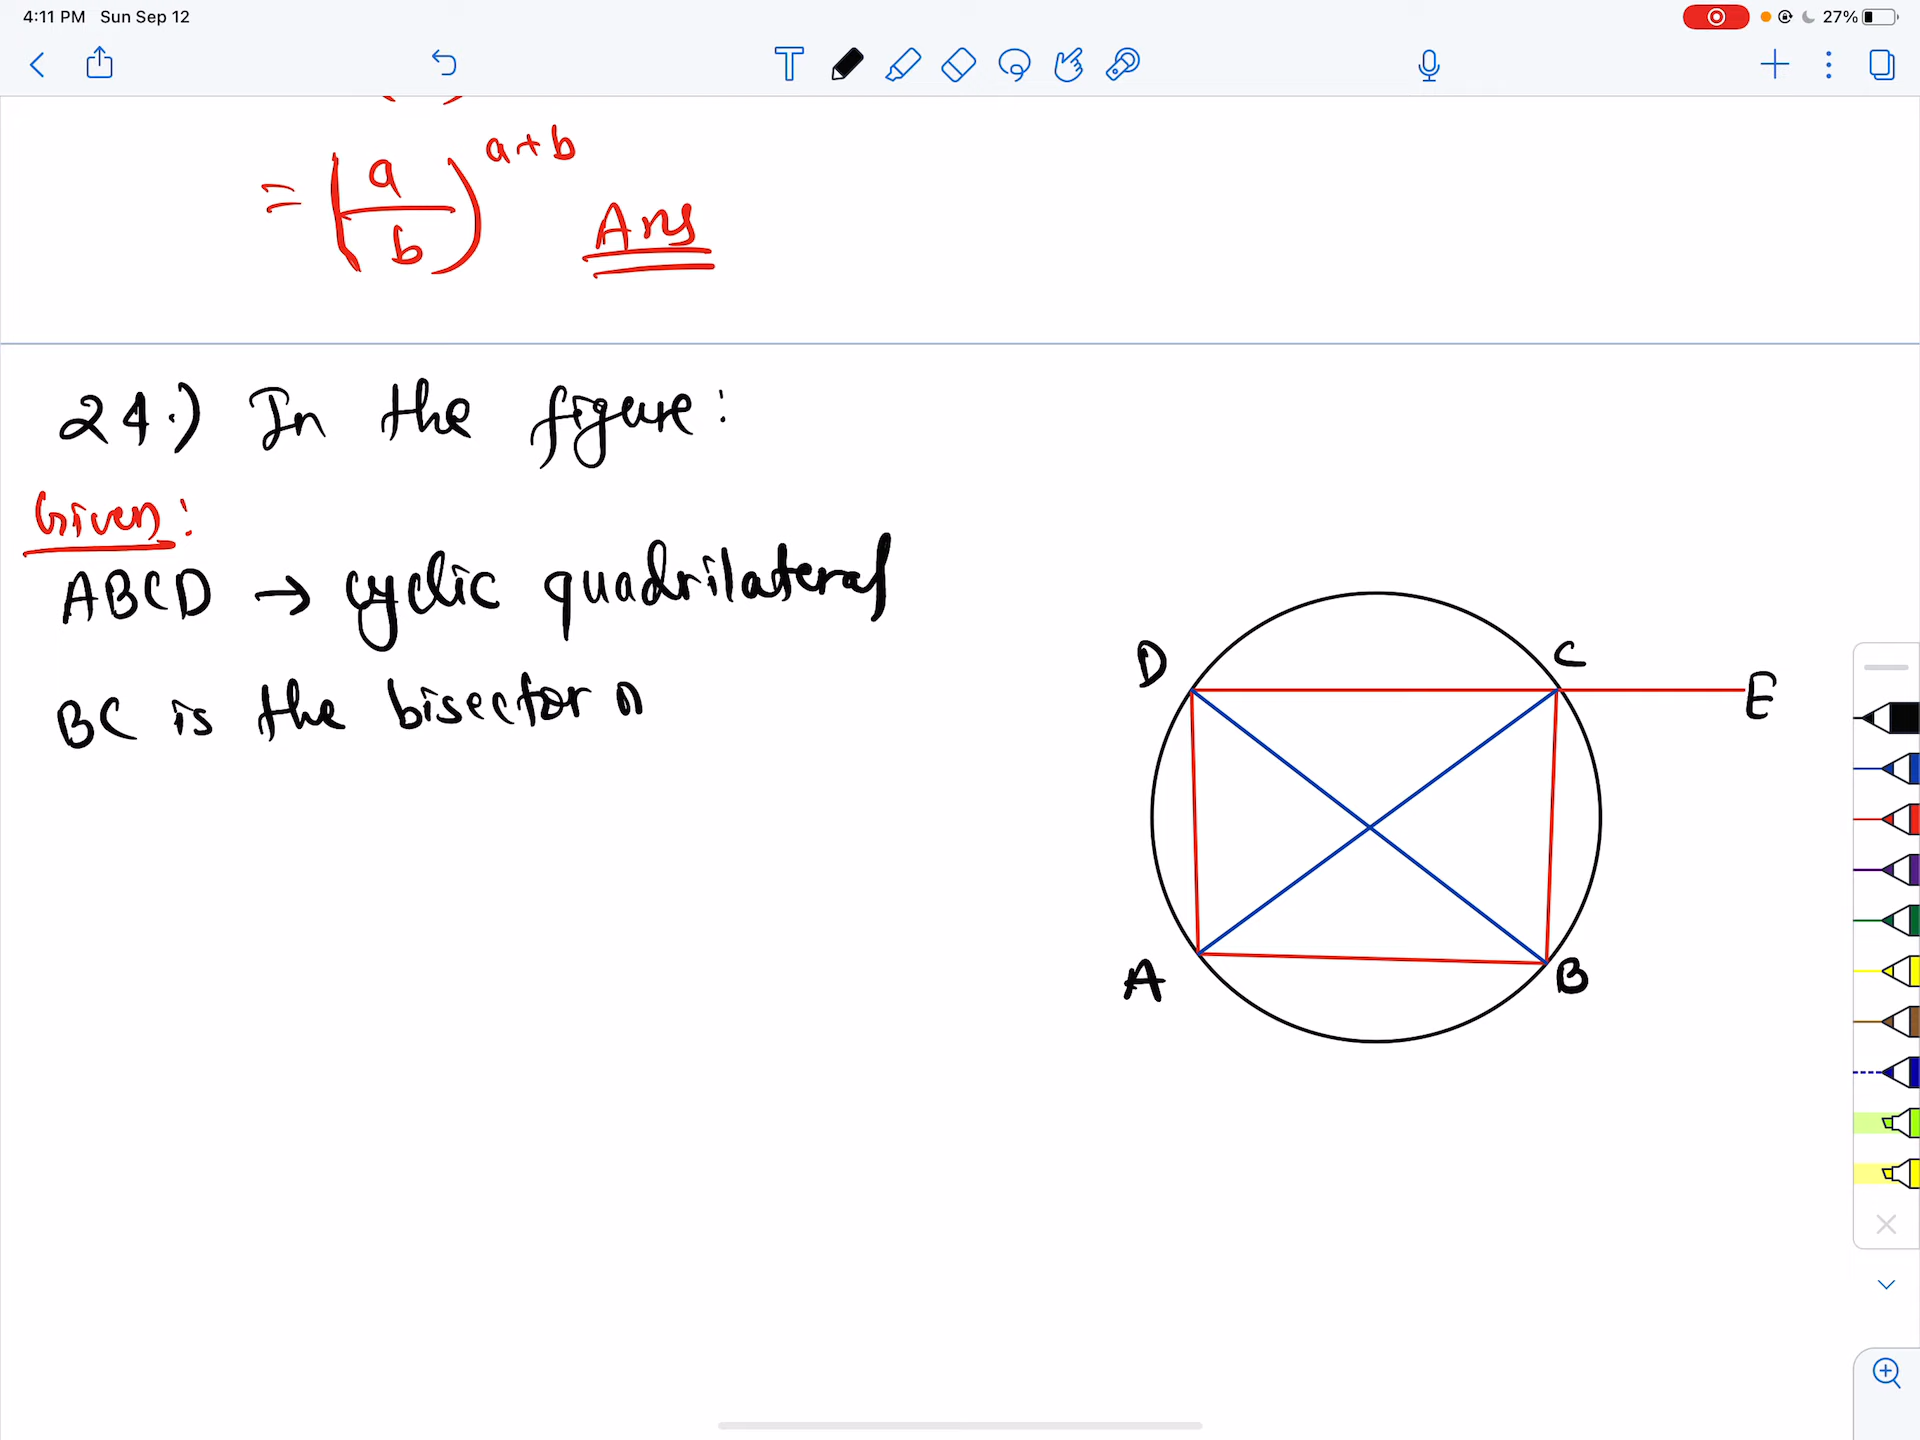 4:11 PM Sun Sep 12
27%
= (a/b)^(a+b) Ans
24.) In the figure:
Given:
ABCD → cyclic quadrilateral
BC is the bisector o
D
C
E
A
B